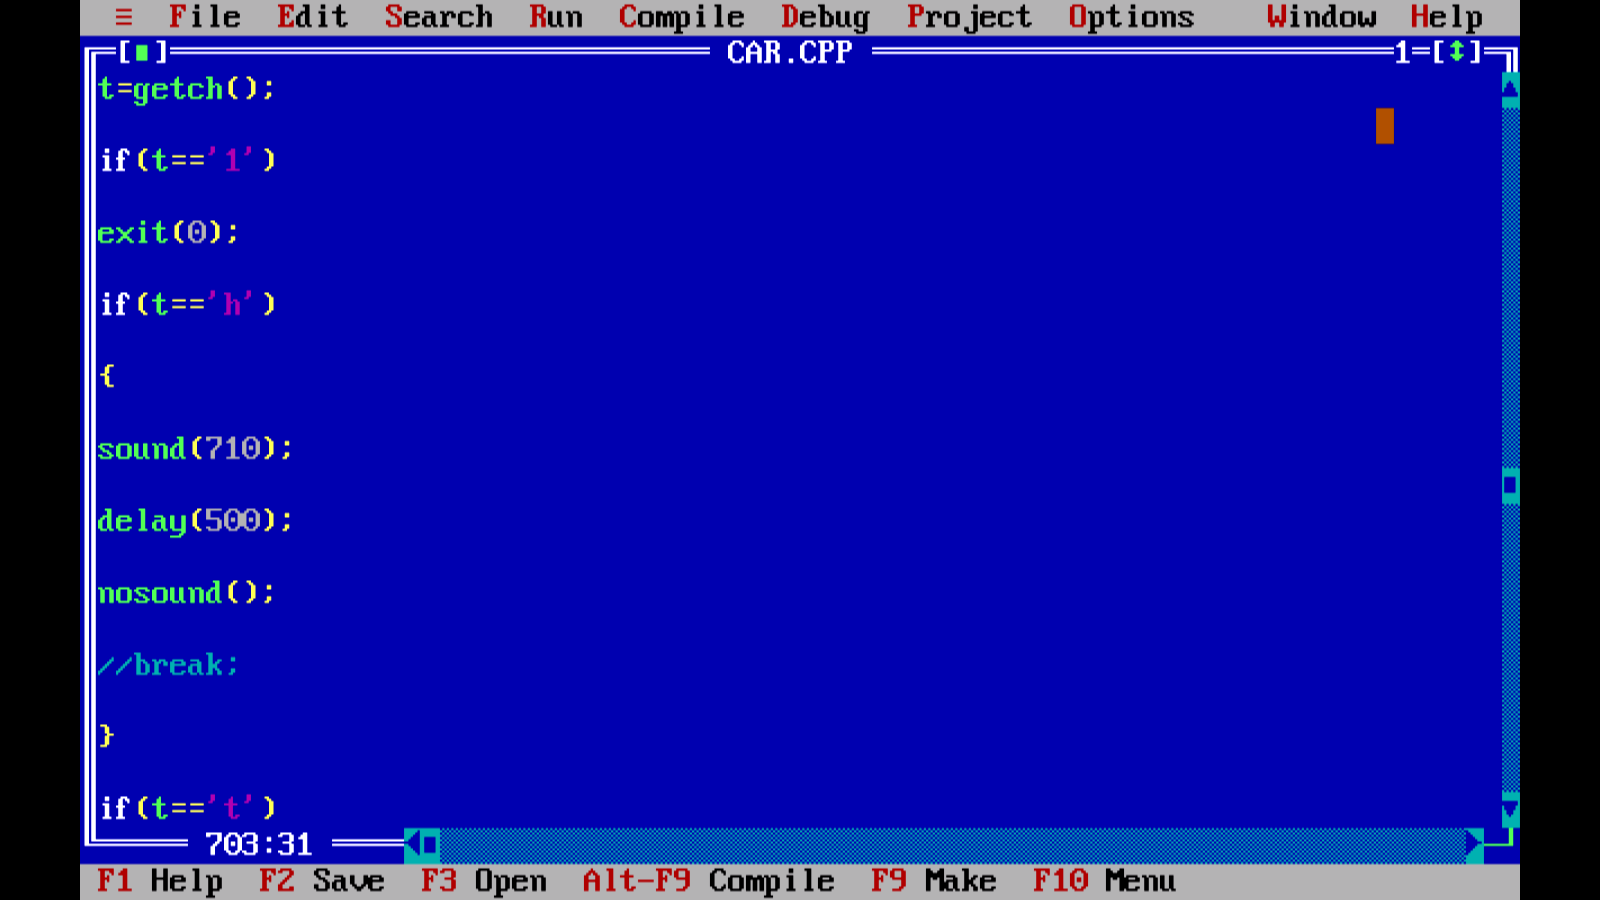 ≡ File Edit Search Run Compile Debug Project Options Window Help
[■] CAR.CPP 1=[↕]
t=getch();
if(t=='1')
exit(0);
if(t=='h')
{
sound(710);
delay(500);
nosound();
//break;
}
if(t=='t')
703:31
F1 Help F2 Save F3 Open Alt-F9 Compile F9 Make F10 Menu